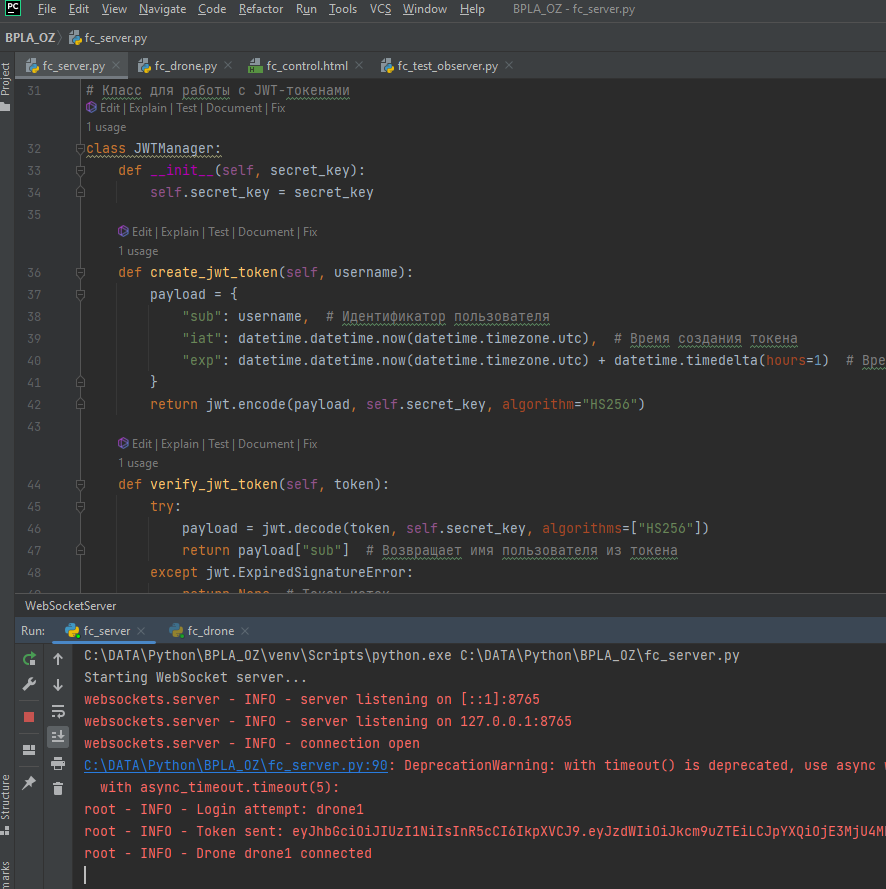 PC File Edit View Navigate Code Refactor Run Tools VCS Window Help BPLA_OZ - fc_server.py
BPLA_OZ fc_server.py
Project
fc_server.py fc_drone.py fc_control.html fc_test_observer.py
31 # Класс для работы с JWT-токенами
Edit | Explain | Test | Document | Fix
1 usage
32 class JWTManager:
33 def __init__(self, secret_key):
34 self.secret_key = secret_key
35
Edit | Explain | Test | Document | Fix
1 usage
36 def create_jwt_token(self, username):
37 payload = {
38 "sub": username, # Идентификатор пользователя
39 "iat": datetime.datetime.now(datetime.timezone.utc), # Время создания токена
40 "exp": datetime.datetime.now(datetime.timezone.utc) + datetime.timedelta(hours=1) # Вре
41 }
42 return jwt.encode(payload, self.secret_key, algorithm="HS256")
43
Edit | Explain | Test | Document | Fix
1 usage
44 def verify_jwt_token(self, token):
45 try:
46 payload = jwt.decode(token, self.secret_key, algorithms=["HS256"])
47 return payload["sub"] # Возвращает имя пользователя из токена
48 except jwt.ExpiredSignatureError:
WebSocketServer
Run: fc_server fc_drone
C:\DATA\Python\BPLA_OZ\venv\Scripts\python.exe C:\DATA\Python\BPLA_OZ\fc_server.py
Starting WebSocket server...
websockets.server - INFO - server listening on [::1]:8765
websockets.server - INFO - server listening on 127.0.0.1:8765
websockets.server - INFO - connection open
C:\DATA\Python\BPLA_OZ\fc_server.py:90: DeprecationWarning: with timeout() is deprecated, use async
with async_timeout.timeout(5):
root - INFO - Login attempt: drone1
root - INFO - Token sent: eyJhbGciOiJIUzI1NiIsInR5cCI6IkpXVCJ9.eyJzdWIiOiJkcm9uZTEiLCJpYXQiOjE3MjU4M
root - INFO - Drone drone1 connected
Structure
marks